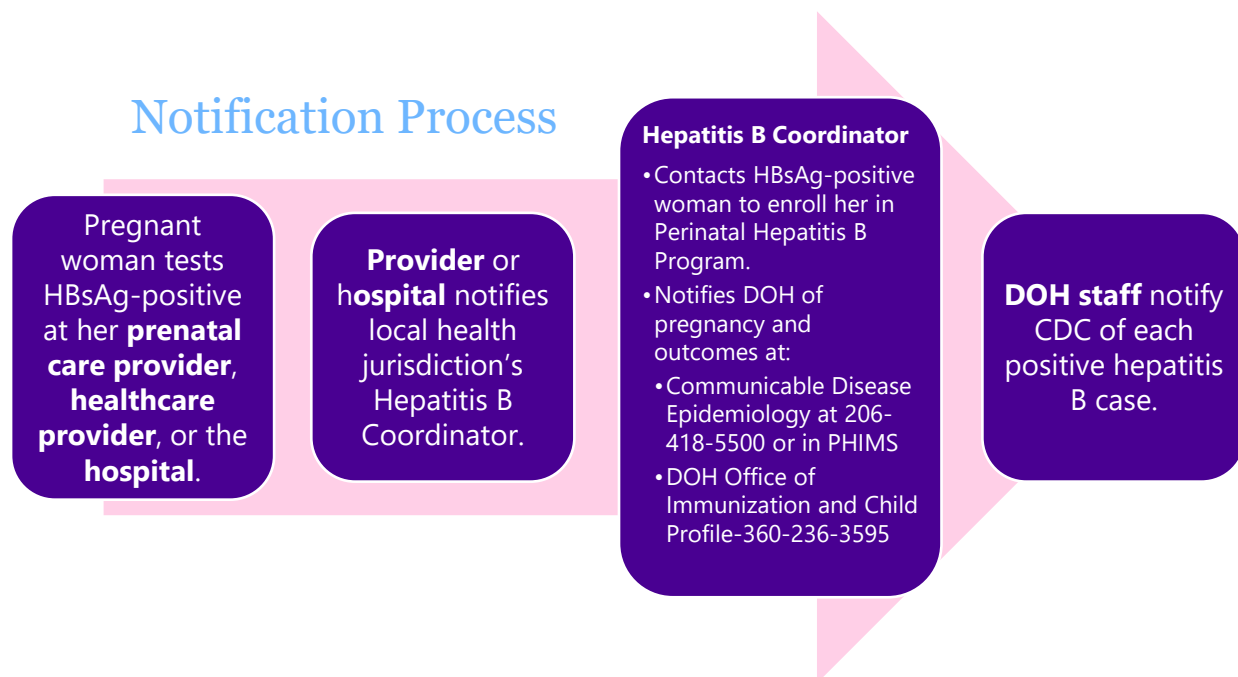 Notification Process
Pregnant
woman tests
HBsAg-positive
at her prenatal
care provider,
healthcare
provider, or the
hospital.
Provider or
hospital notifies
local health
jurisdiction’s
Hepatitis B
Coordinator.
Hepatitis B Coordinator
•Contacts HBsAg-positive
woman to enroll her in
Perinatal Hepatitis B
Program.
•Notifies DOH of
pregnancy and
outcomes at:
•Communicable Disease
Epidemiology at 206-
418-5500 or in PHIMS
•DOH Office of
Immunization and Child
Profile-360-236-3595
DOH staff notify
CDC of each
positive hepatitis
B case.